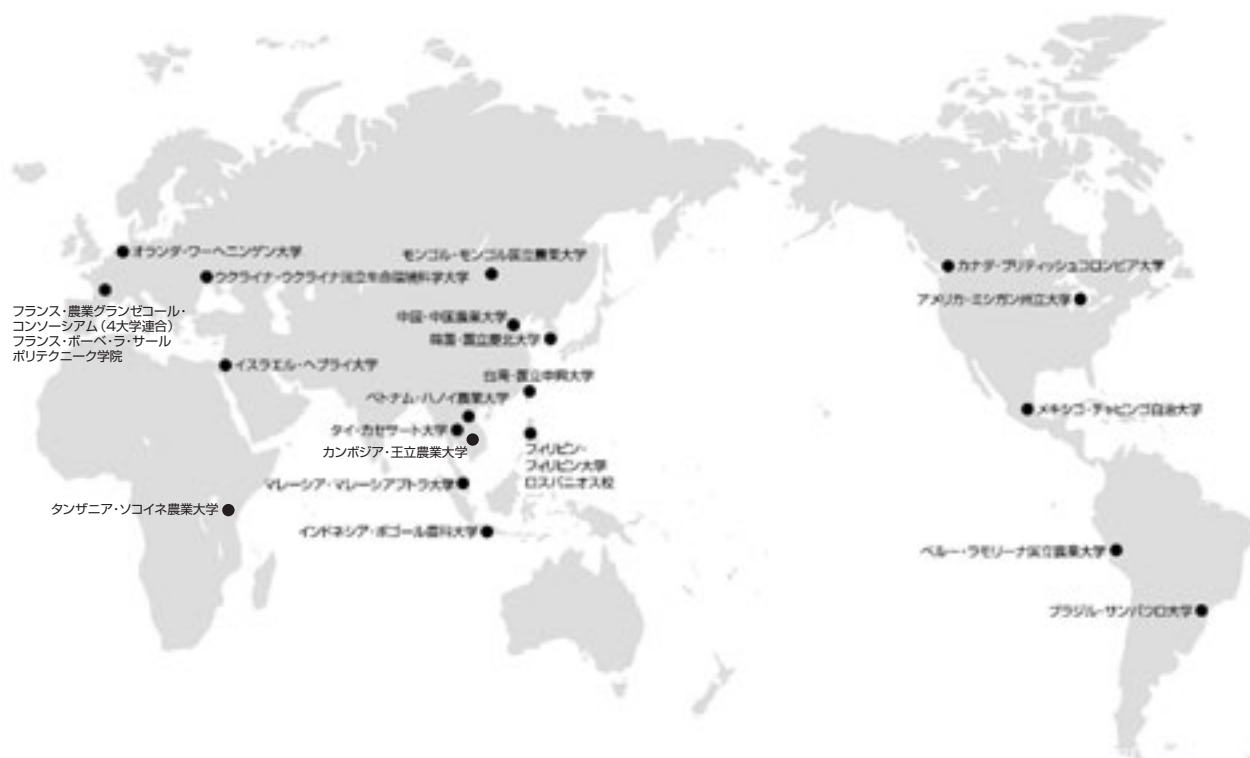 オランダ・ワーヘニンゲン大学
モンゴル・モンゴル国立農業大学
ウクライナ・ウクライナ国立生命環境科学大学
フランス・農業グランゼコール・
コンソーシアム（4大学連合）
フランス・ボーベ・ラ・サール
ポリテクニーク学院
中国・中国農業大学
韓国・国立慶北大学
イスラエル・ヘブライ大学
台湾・国立中興大学
ベトナム・ハノイ農業大学
タイ・カセサート大学
カンボジア・王立農業大学
フィリピン・
フィリピン大学
ロスバニオス校
マレーシア・マレーシアプトラ大学
タンザニア・ソコイネ農業大学
インドネシア・ボゴール農科大学
カナダ・ブリティッシュコロンビア大学
アメリカ・ミシガン州立大学
メキシコ・チャピンゴ自治大学
ペルー・ラモリーナ国立農業大学
ブラジル・サンパウロ大学